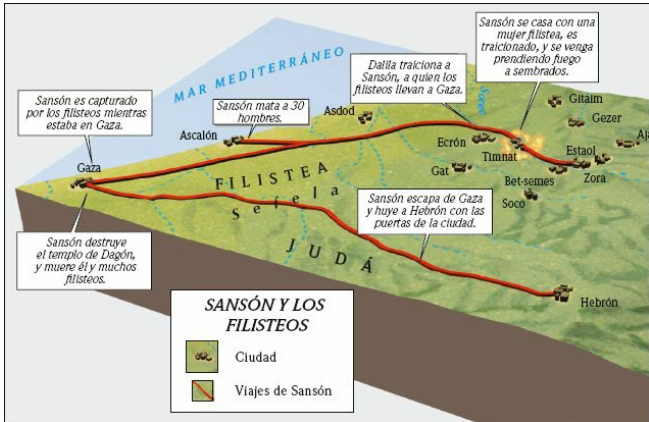 Sansón se casa con una
mujer filistea, es
traicionado, y se venga
prendiendo fuego
a sembrados.
MAR MEDITERRÁNEO
Dalila traiciona a
Sansón, a quien los
filisteos llevan a Gaza.
Sorec
Sansón es capturado
por los filisteos mientras
estaba en Gaza.
Sansón mata a 30
hombres.
Asdod
Gitaim
Gezer
Ascalón
Ecrón
Timnat
Estaol
Gaza
FILISTEA
Gat
Bet-semes
Zora
Sefela
Soco
Sansón escapa de Gaza
y huye a Hebrón con las
puertas de la ciudad.
Sansón destruye
el templo de Dagón,
y muere él y muchos
filisteos.
JUDÁ
Hebrón
SANSÓN Y LOS
FILISTEOS
Ciudad
Viajes de Sansón